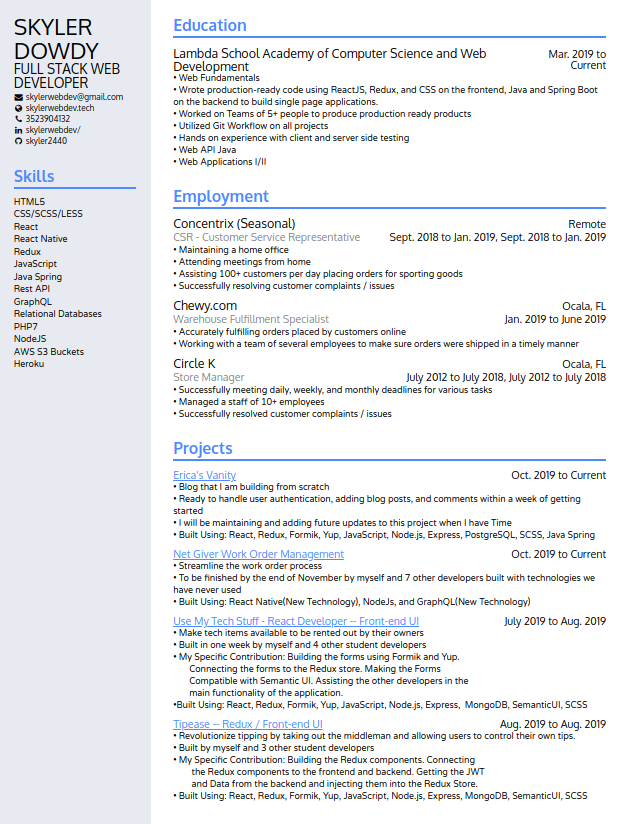 SKYLER
DOWDY
FULL STACK WEB
DEVELOPER
skylerwebdev@gmail.com
skylerwebdev.tech
3523904132
skylerwebdev/
skyler2440
Skills
HTML5
CSS/SCSS/LESS
React
React Native
Redux
JavaScript
Java Spring
Rest API
GraphQL
Relational Databases
PHP7
NodeJS
AWS S3 Buckets
Heroku
Education
Lambda School Academy of Computer Science and Web Development
Mar. 2019 to Current
• Web Fundamentals
• Wrote production-ready code using ReactJS, Redux, and CSS on the frontend, Java and Spring Boot
on the backend to build single page applications.
• Worked on Teams of 5+ people to produce production ready products
• Utilized Git Workflow on all projects
• Hands on experience with client and server side testing
• Web API Java
• Web Applications I/II
Employment
Concentrix (Seasonal) Remote
CSR - Customer Service Representative Sept. 2018 to Jan. 2019, Sept. 2018 to Jan. 2019
• Maintaining a home office
• Attending meetings from home
• Assisting 100+ customers per day placing orders for sporting goods
• Successfully resolving customer complaints / issues
Chewy.com Ocala, FL
Warehouse Fulfillment Specialist Jan. 2019 to June 2019
• Accurately fulfilling orders placed by customers online
• Working with a team of several employees to make sure orders were shipped in a timely manner
Circle K Ocala, FL
Store Manager July 2012 to July 2018, July 2012 to July 2018
• Successfully meeting daily, weekly, and monthly deadlines for various tasks
• Managed a staff of 10+ employees
• Successfully resolved customer complaints / issues
Projects
Erica's Vanity Oct. 2019 to Current
• Blog that I am building from scratch
• Ready to handle user authentication, adding blog posts, and comments within a week of getting
started
• I will be maintaining and adding future updates to this project when I have Time
• Built Using: React, Redux, Formik, Yup, JavaScript, Node.js, Express, PostgreSQL, SCSS, Java Spring
Net Giver Work Order Management Oct. 2019 to Current
• Streamline the work order process
• To be finished by the end of November by myself and 7 other developers built with technologies we
have never used
• Built Using: React Native(New Technology), NodeJs, and GraphQL(New Technology)
Use My Tech Stuff - React Developer -- Front-end UI July 2019 to Aug. 2019
• Make tech items available to be rented out by their owners
• Built in one week by myself and 4 other student developers
• My Specific Contribution: Building the forms using Formik and Yup.
Connecting the forms to the Redux store. Making the Forms
Compatible with Semantic UI. Assisting the other developers in the
main functionality of the application.
•Built Using: React, Redux, Formik, Yup, JavaScript, Node.js, Express, MongoDB, SemanticUI, SCSS
Tipease -- Redux / Front-end UI Aug. 2019 to Aug. 2019
• Revolutionize tipping by taking out the middleman and allowing users to control their own tips.
• Built by myself and 3 other student developers
• My Specific Contribution: Building the Redux components. Connecting
the Redux components to the frontend and backend. Getting the JWT
and Data from the backend and injecting them into the Redux Store.
• Built Using: React, Redux, Formik, Yup, JavaScript, Node.js, Express, MongoDB, SemanticUI, SCSS